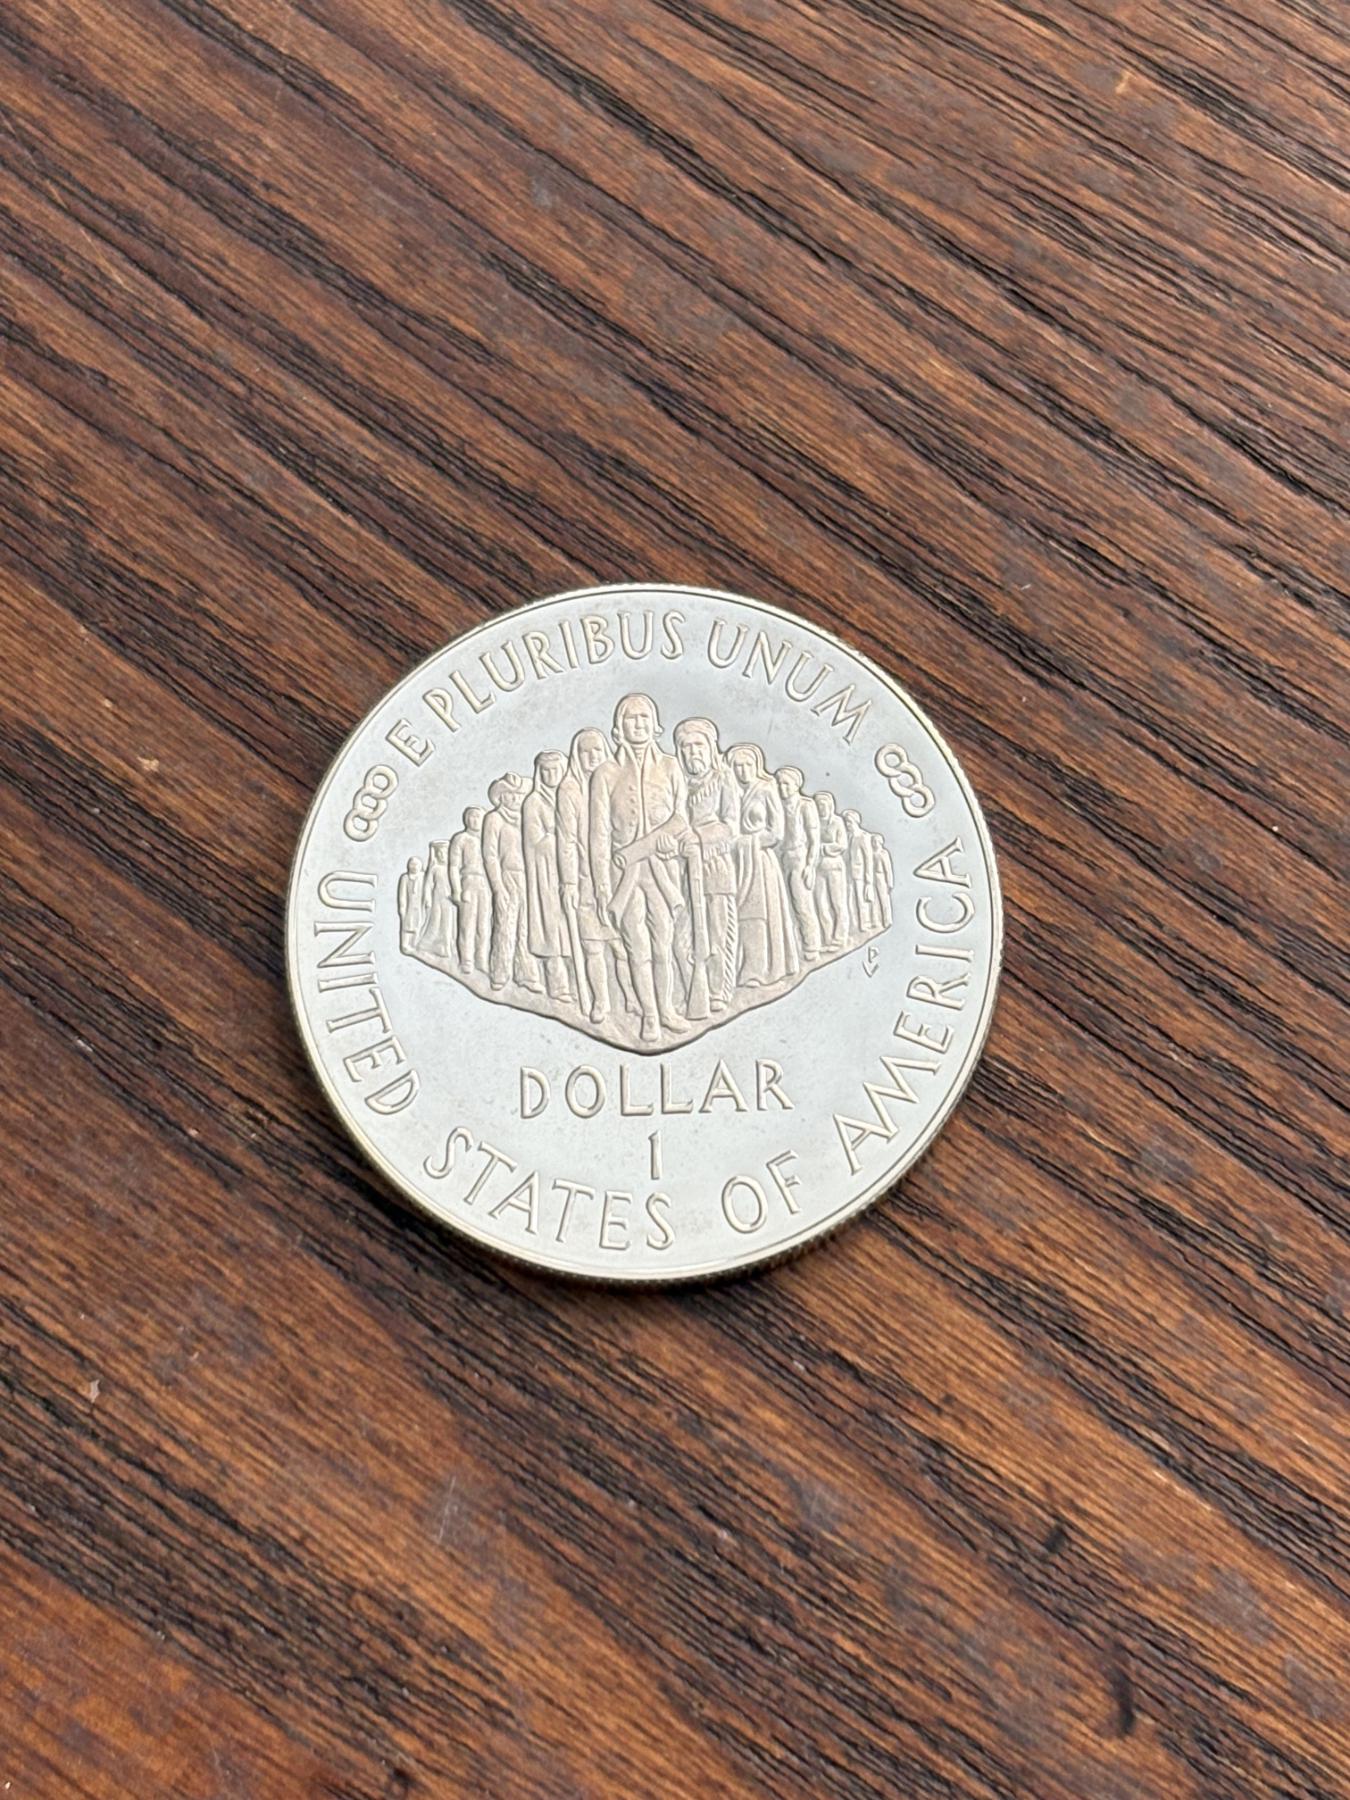 E PLURIBUS UNUM
DOLLAR
1
UNITED STATES OF AMERICA